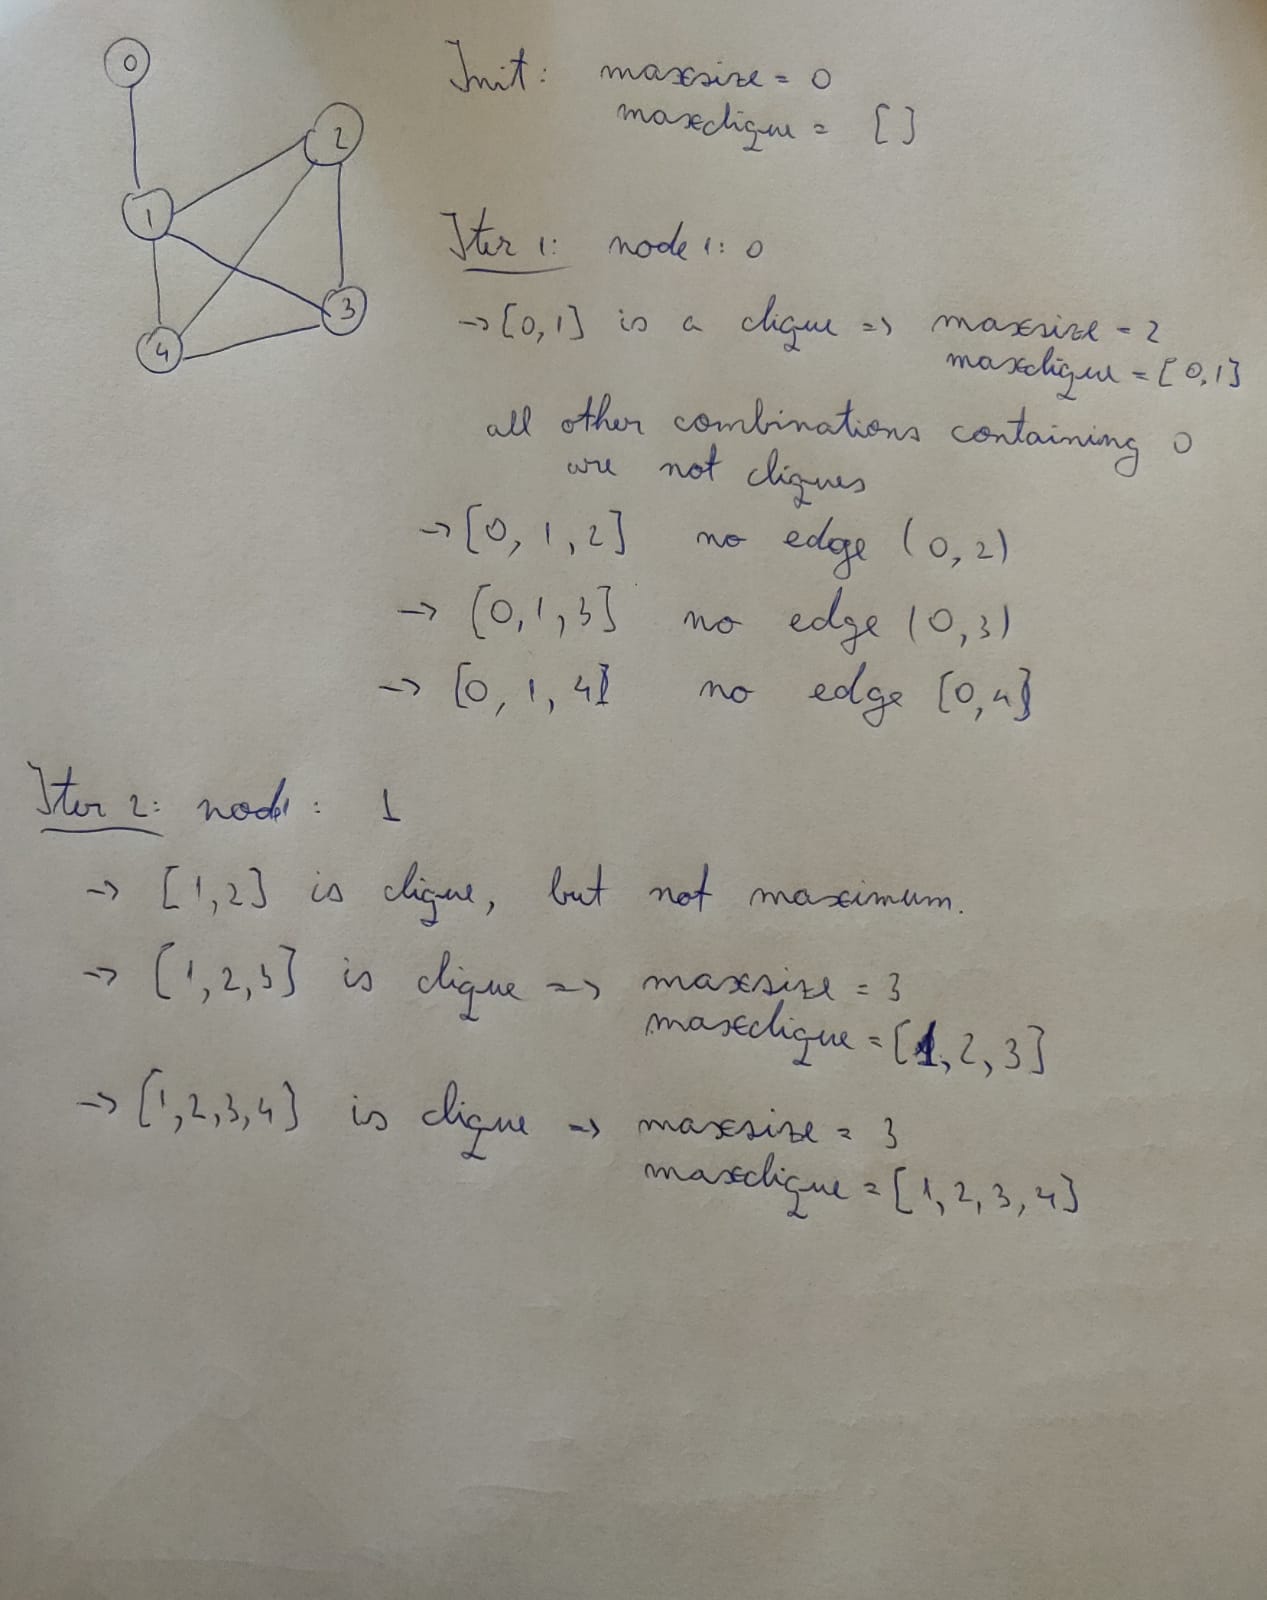 0
2
1
3
4
Init: maxsize = 0
maxclique = []
Iter 1: node 1: 0
→ [0,1] is a clique => maxsize = 2
maxclique = [0,1]
all other combinations containing 0
are not cliques
→ [0, 1, 2] no edge (0, 2)
→ [0, 1, 3] no edge (0, 3)
→ [0, 1, 4] no edge [0,4]
Iter 2: node1: 1
→ [1,2] is clique, but not maximum.
→ [1,2,3] is clique => maxsize = 3
maxclique = [1, 2, 3]
→ [1,2,3,4] is clique => maxsize = 3
maxclique = [1, 2, 3, 4]